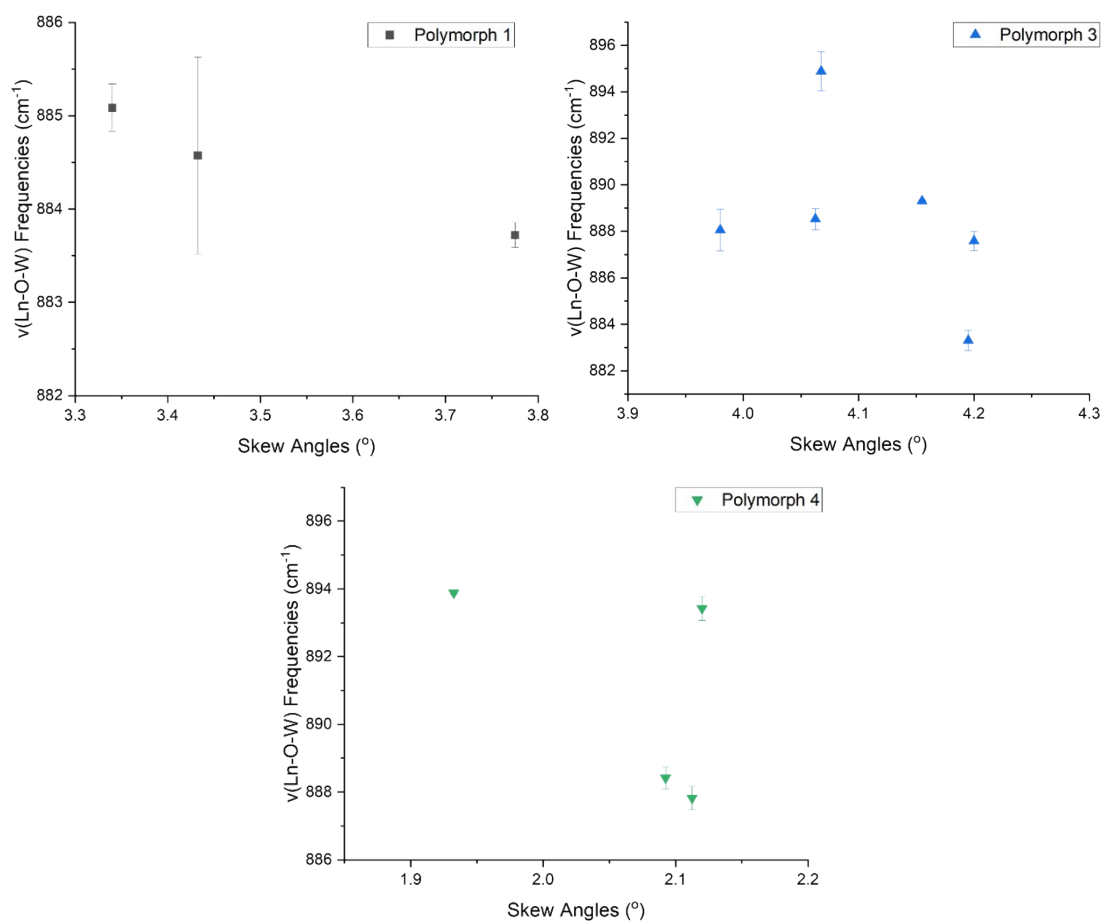 Polymorph 1
886
885
884
883
882
3.3 3.4 3.5 3.6 3.7 3.8
ν(Ln-O-W) Frequencies (cm⁻¹)
Skew Angles (°)
Polymorph 3
896
894
892
890
888
886
884
882
3.9 4.0 4.1 4.2 4.3
ν(Ln-O-W) Frequencies (cm⁻¹)
Skew Angles (°)
Polymorph 4
896
894
892
890
888
886
1.9 2.0 2.1 2.2
ν(Ln-O-W) Frequencies (cm⁻¹)
Skew Angles (°)